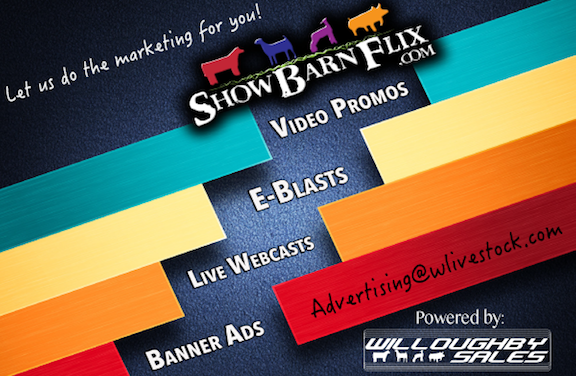 Let us do the marketing for you!
SHOWBARNFLIX
.COM
VIDEO PROMOS
E-BLASTS
LIVE WEBCASTS
BANNER ADS
Advertising@wlivestock.com
Powered by:
WILLOUGHBY
SALES